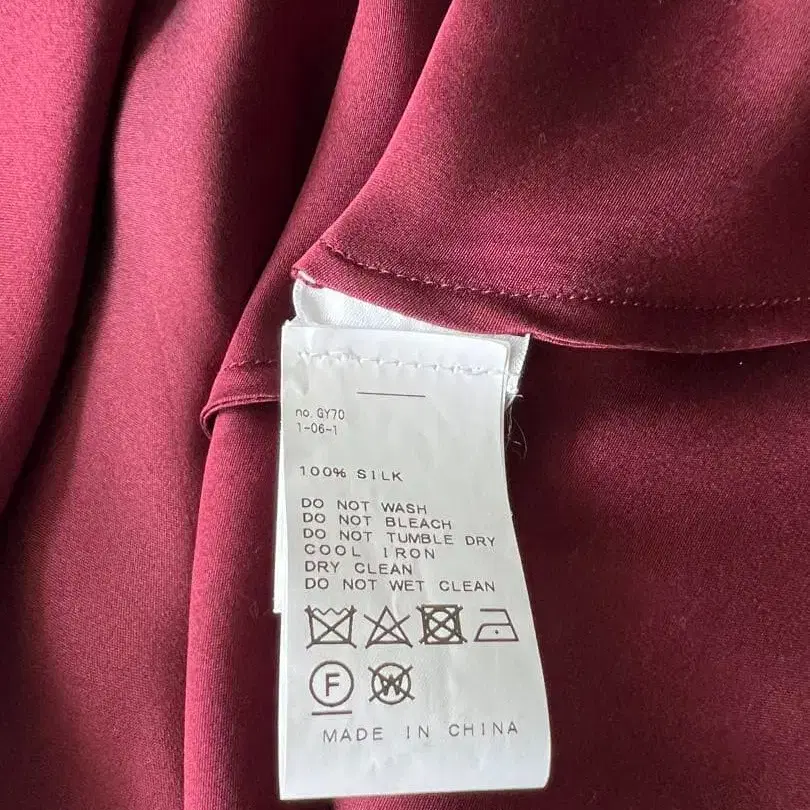 no. GY70
1-06-1
100% SILK
DO NOT WASH
DO NOT BLEACH
DO NOT TUMBLE DRY
COOL IRON
DRY CLEAN
DO NOT WET CLEAN
F W
MADE IN CHINA